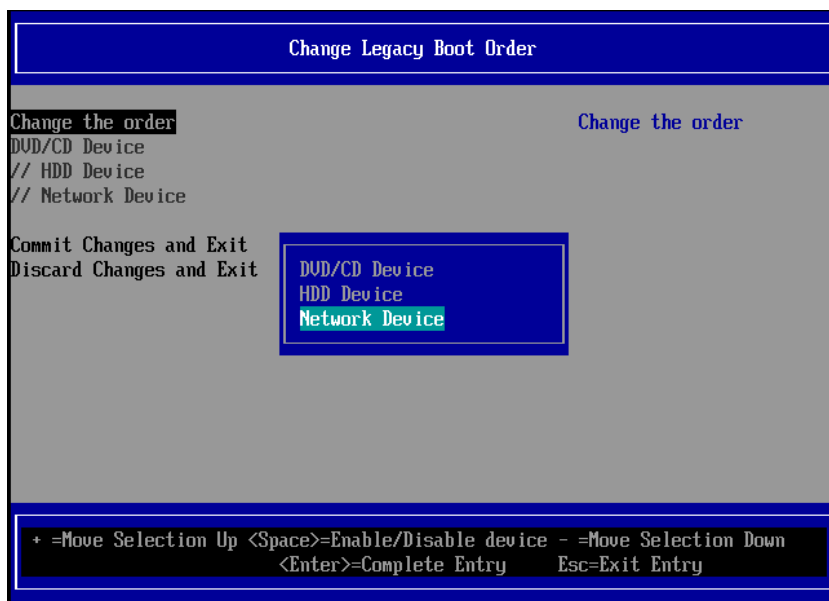 Change Legacy Boot Order
Change the order
Change the order
DVD/CD Device
// HDD Device
// Network Device
Commit Changes and Exit
Discard Changes and Exit
DVD/CD Device
HDD Device
Network Device
+ =Move Selection Up <Space>=Enable/Disable device - =Move Selection Down
<Enter>=Complete Entry Esc=Exit Entry